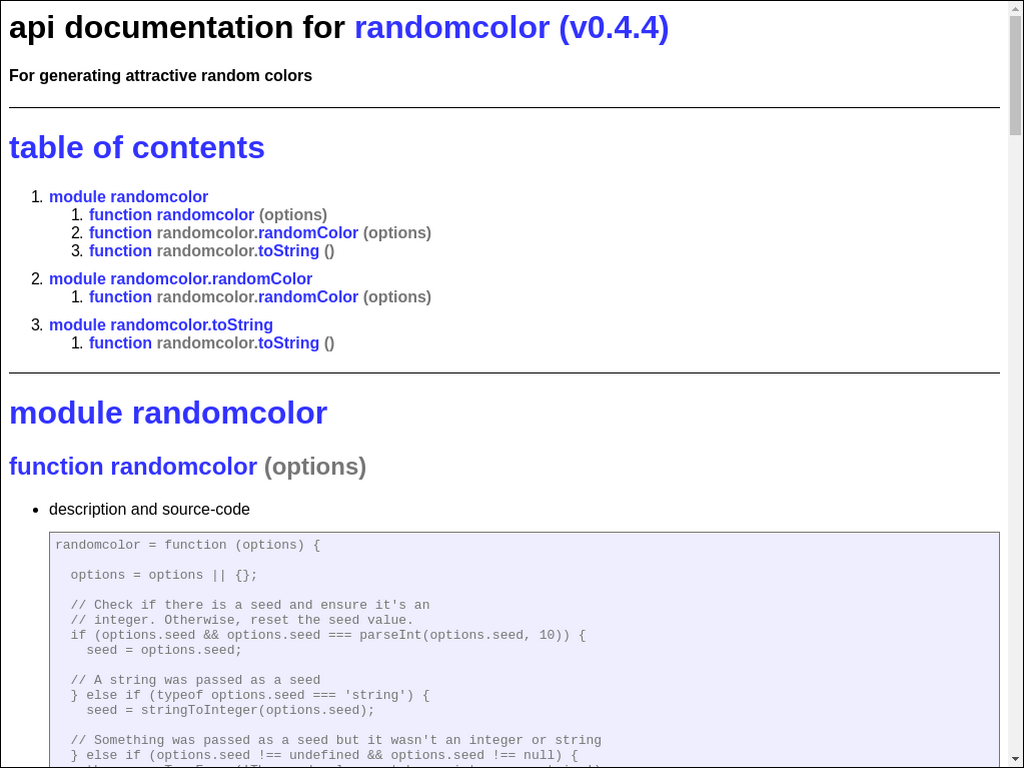 api documentation for randomcolor (v0.4.4)
For generating attractive random colors
table of contents
1. module randomcolor
1. function randomcolor (options)
2. function randomcolor.randomColor (options)
3. function randomcolor.toString ()
2. module randomcolor.randomColor
1. function randomcolor.randomColor (options)
3. module randomcolor.toString
1. function randomcolor.toString ()
module randomcolor
function randomcolor (options)
• description and source-code
randomcolor = function (options) {
options = options || {};
// Check if there is a seed and ensure it's an
// integer. Otherwise, reset the seed value.
if (options.seed && options.seed === parseInt(options.seed, 10)) {
seed = options.seed;
// A string was passed as a seed
} else if (typeof options.seed === 'string') {
seed = stringToInteger(options.seed);
// Something was passed as a seed but it wasn't an integer or string
} else if (options.seed !== undefined && options.seed !== null) {